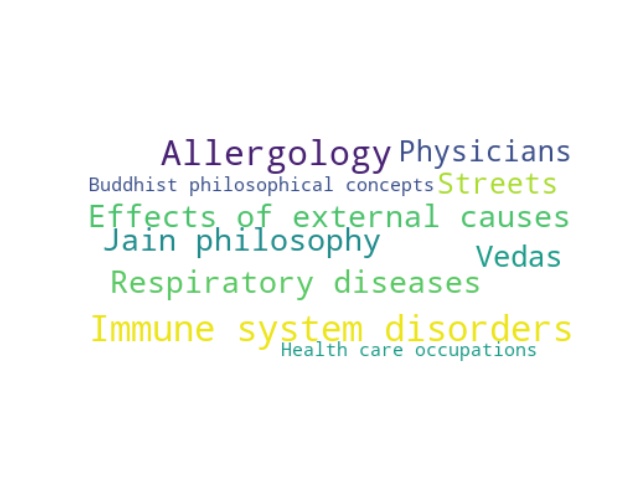 Allergology Physicians
Buddhist philosophical concepts Streets
Effects of external causes
Jain philosophy
Vedas
Respiratory diseases
Immune system disorders
Health care occupations